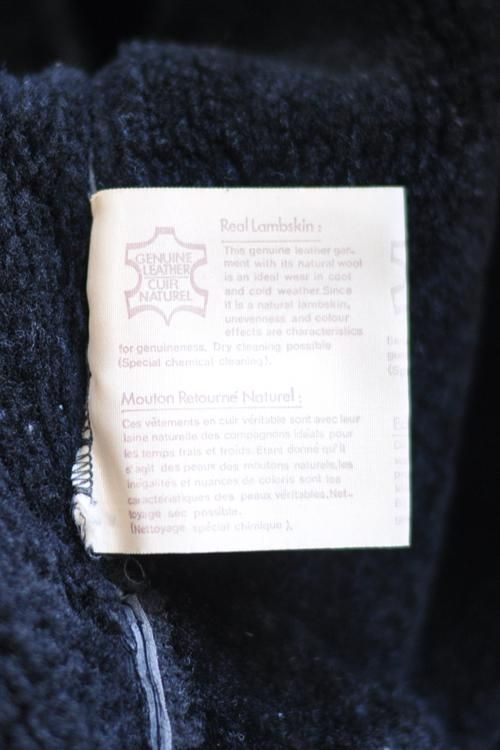 GENUINE
LEATHER
CUIR
NATUREL
Real Lambskin :
This genuine leather gar-
ment with its natural wool
is an ideal wear in cool
and cold weather.Since
it is a natural lambskin,
unevenness and colour
effects are characteristics
for genuineness. Dry cleaning possible
(Special chemical cleaning).
Mouton Retourné Naturel :
Ces vêtements en cuir véritable sont avec leur
laine naturelle des compagnons idéals pour
les temps frais et froids. Etant donné qu'il
s'agit des peaux des moutons naturels,les
inégalités et nuances de coloris sont les
caractéristiques des peaux véritables.Net-
toyage sec possible.
(Nettoyage spécial chimique ).